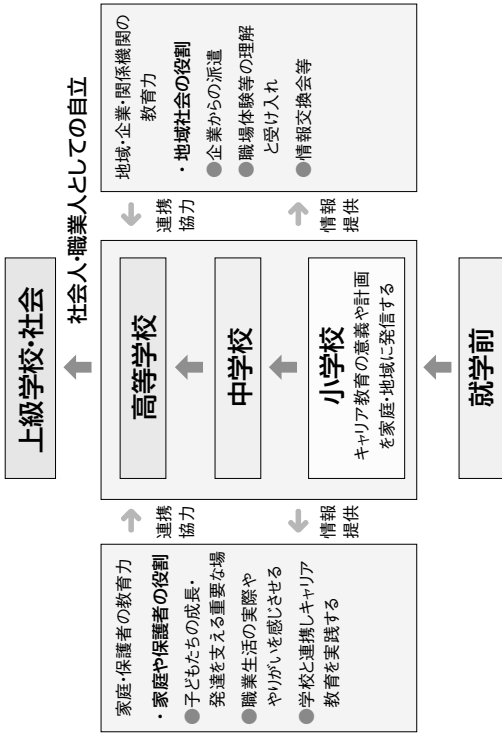 上級学校・社会
社会人・職業人としての自立
家庭・保護者の教育力
・家庭や保護者の役割
●子どもたちの成長・
発達を支える重要な場
●職業生活の実際や
やりがいを感じさせる
●学校と連携しキャリア
教育を実践する
連携
協力
情報
提供
高等学校
中学校
小学校
キャリア教育の意義や計画
を家庭・地域に発信する
連携
協力
情報
提供
地域・企業・関係機関の
教育力
・地域社会の役割
●企業からの派遣
●職場体験等の理解
と受け入れ
●情報交換会等
就学前